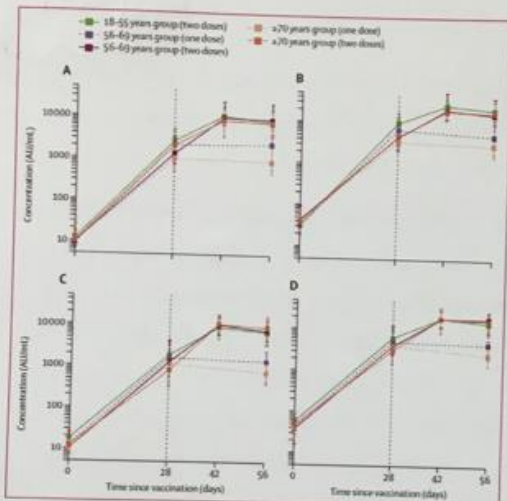 18-55 years group (two doses)
56-69 years group (one dose)
56-69 years group (two doses)
≥70 years group (one dose)
≥70 years group (two doses)
A
B
Concentration (AU/mL)
10000
1000
100
10
C
D
Concentration (AU/mL)
10000
1000
100
10
0
28
42
56
0
28
42
56
Time since vaccination (days)
Time since vaccination (days)